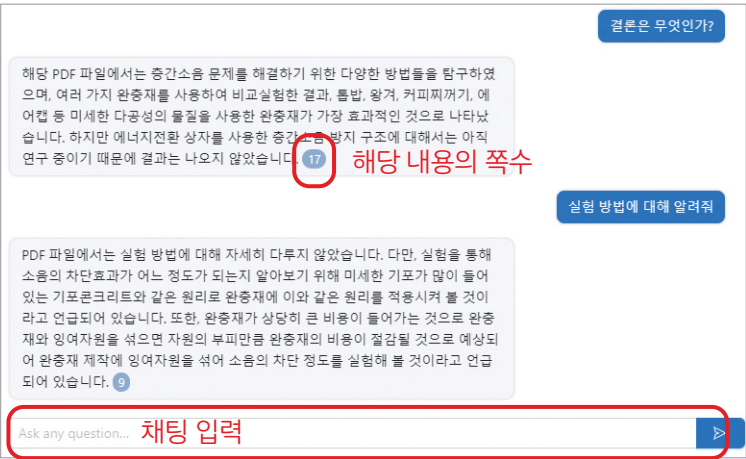 결론은 무엇인가?
해당 PDF 파일에서는 층간소음 문제를 해결하기 위한 다양한 방법들을 탐구하였
으며, 여러 가지 완충재를 사용하여 비교실험한 결과, 톱밥, 왕겨, 커피찌꺼기, 에
어캡 등 미세한 다공성의 물질을 사용한 완충재가 가장 효과적인 것으로 나타났
습니다. 하지만 에너지전환 상자를 사용한 층간소음 방지 구조에 대해서는 아직
연구 중이기 때문에 결과는 나오지 않았습니다. 17 해당 내용의 쪽수
실험 방법에 대해 알려줘
PDF 파일에서는 실험 방법에 대해 자세히 다루지 않았습니다. 다만, 실험을 통해
소음의 차단효과가 어느 정도가 되는지 알아보기 위해 미세한 기포가 많이 들어
있는 기포콘크리트와 같은 원리로 완충재에 이와 같은 원리를 적용시켜 볼 것이
라고 언급되어 있습니다. 또한, 완충재가 상당히 큰 비용이 들어가는 것으로 완충
재와 잉여자원을 섞으면 자원의 부피만큼 완충재의 비용이 절감될 것으로 예상되
어 완충재 제작에 잉여자원을 섞어 소음의 차단 정도를 실험해 볼 것이라고 언급
되어 있습니다. 9
Ask any question... 채팅 입력